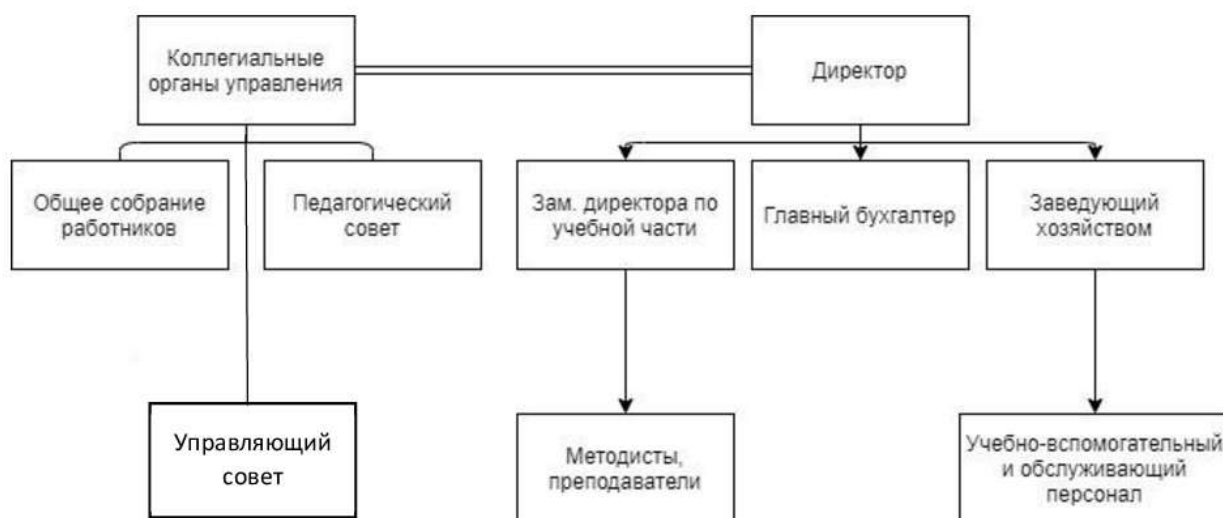 Коллегиальные
органы управления
Директор
Общее собрание
работников
Педагогический
совет
Зам. директора по
учебной части
Главный бухгалтер
Заведующий
хозяйством
Управляющий
совет
Методисты,
преподаватели
Учебно-вспомогательный
и обслуживающий
персонал